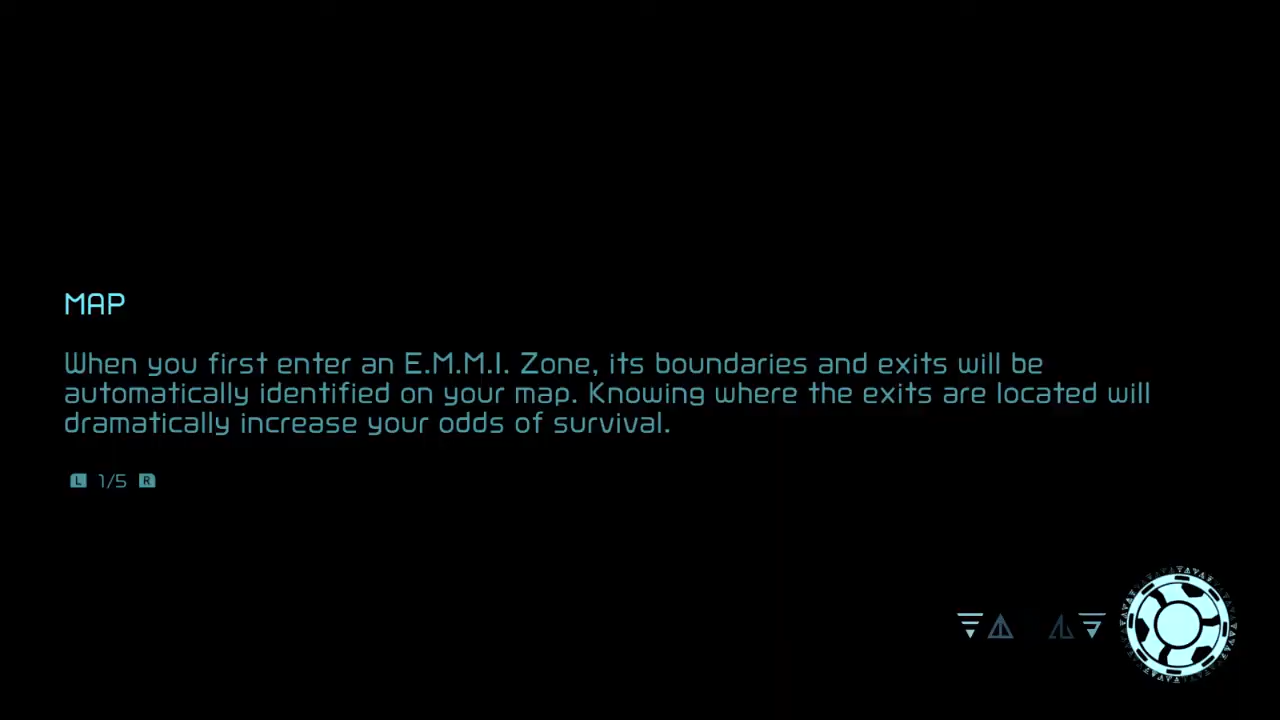 MAP
When you first enter an E.M.M.I. Zone, its boundaries and exits will be
automatically identified on your map. Knowing where the exits are located will
dramatically increase your odds of survival.
L 1/5 R